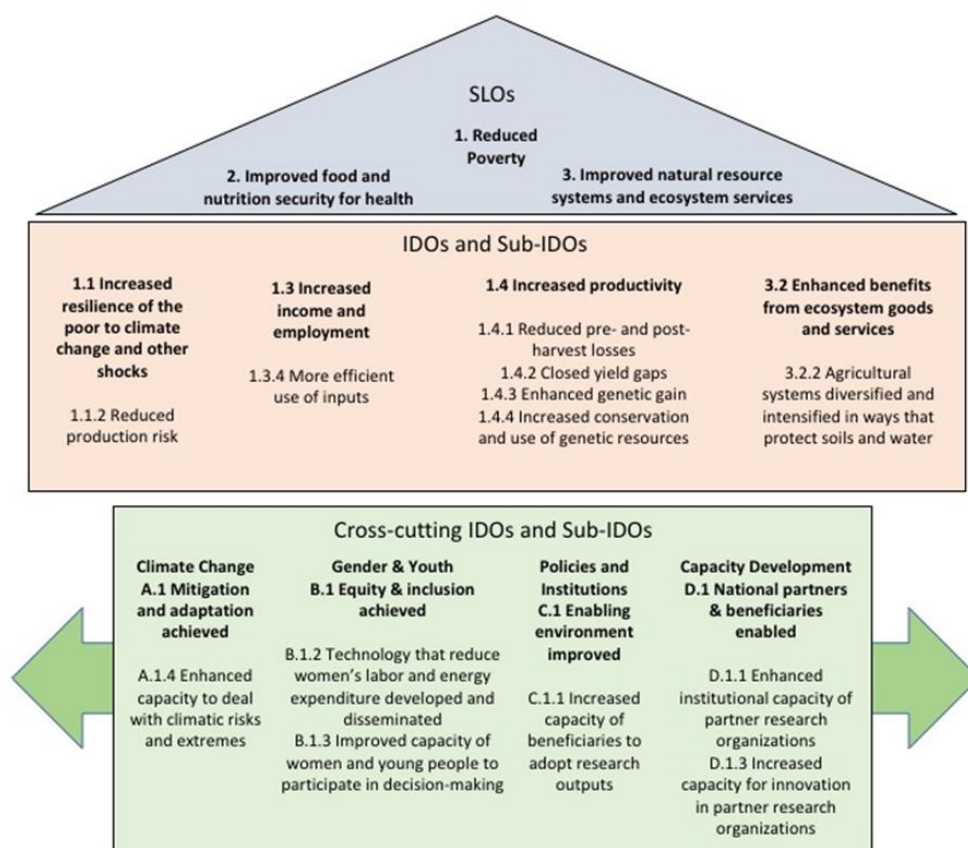 SLOs
1. Reduced
Poverty
2. Improved food and
nutrition security for health
3. Improved natural resource
systems and ecosystem services
IDOs and Sub-IDOs
1.1 Increased
resilience of the
poor to climate
change and other
shocks
1.1.2 Reduced
production risk
1.3 Increased
income and
employment
1.3.4 More efficient
use of inputs
1.4 Increased productivity
1.4.1 Reduced pre- and post-
harvest losses
1.4.2 Closed yield gaps
1.4.3 Enhanced genetic gain
1.4.4 Increased conservation
and use of genetic resources
3.2 Enhanced benefits
from ecosystem goods
and services
3.2.2 Agricultural
systems diversified and
intensified in ways that
protect soils and water
Cross-cutting IDOs and Sub-IDOs
Climate Change
A.1 Mitigation
and adaptation
achieved
A.1.4 Enhanced
capacity to deal
with climatic risks
and extremes
Gender & Youth
B.1 Equity & inclusion
achieved
B.1.2 Technology that reduce
women's labor and energy
expenditure developed and
disseminated
B.1.3 Improved capacity of
women and young people to
participate in decision-making
Policies and
Institutions
C.1 Enabling
environment
improved
C.1.1 Increased
capacity of
beneficiaries to
adopt research
outputs
Capacity Development
D.1 National partners
& beneficiaries
enabled
D.1.1 Enhanced
institutional capacity of
partner research
organizations
D.1.3 Increased
capacity for innovation
in partner research
organizations